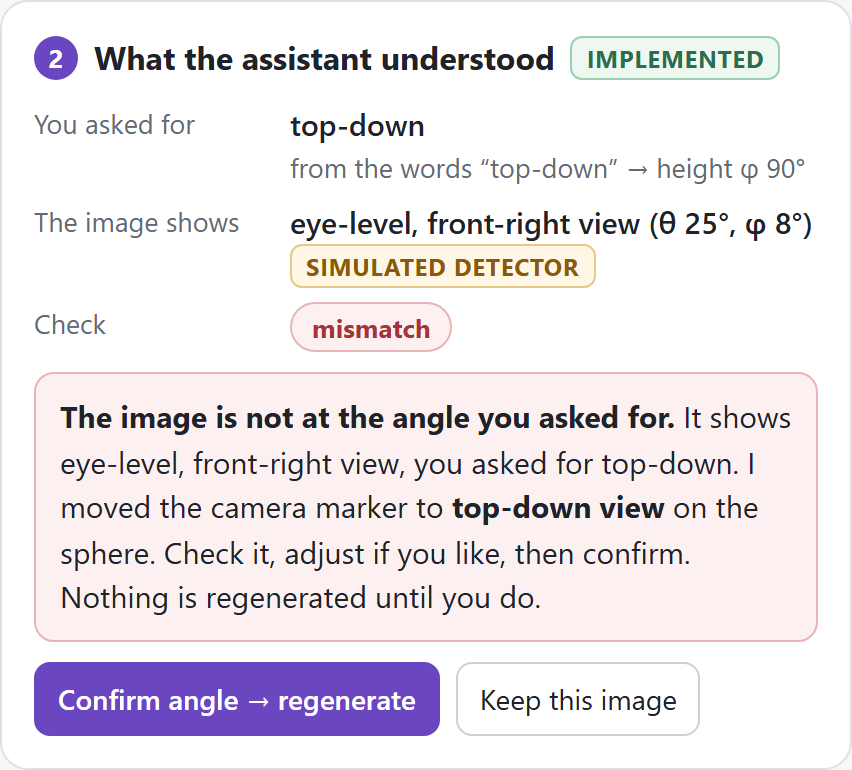 2 What the assistant understood IMPLEMENTED
You asked for top-down
from the words “top-down” → height φ 90°
The image shows eye-level, front-right view (θ 25°, φ 8°)
SIMULATED DETECTOR
Check mismatch
The image is not at the angle you asked for. It shows
eye-level, front-right view, you asked for top-down. I
moved the camera marker to top-down view on the
sphere. Check it, adjust if you like, then confirm.
Nothing is regenerated until you do.
Confirm angle → regenerate Keep this image